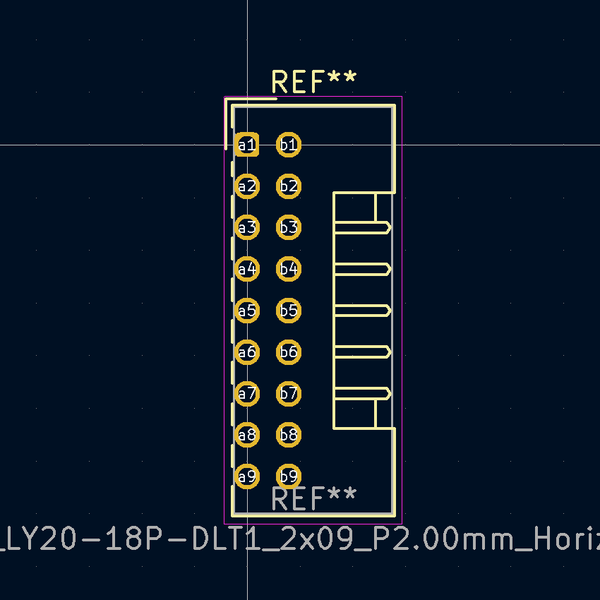 REF**
a1 b1
a2 b2
a3 b3
a4 b4
a5 b5
a6 b6
a7 b7
a8 b8
a9 b9
REF**
_LY20-18P-DLT1_2x09_P2.00mm_Horiz